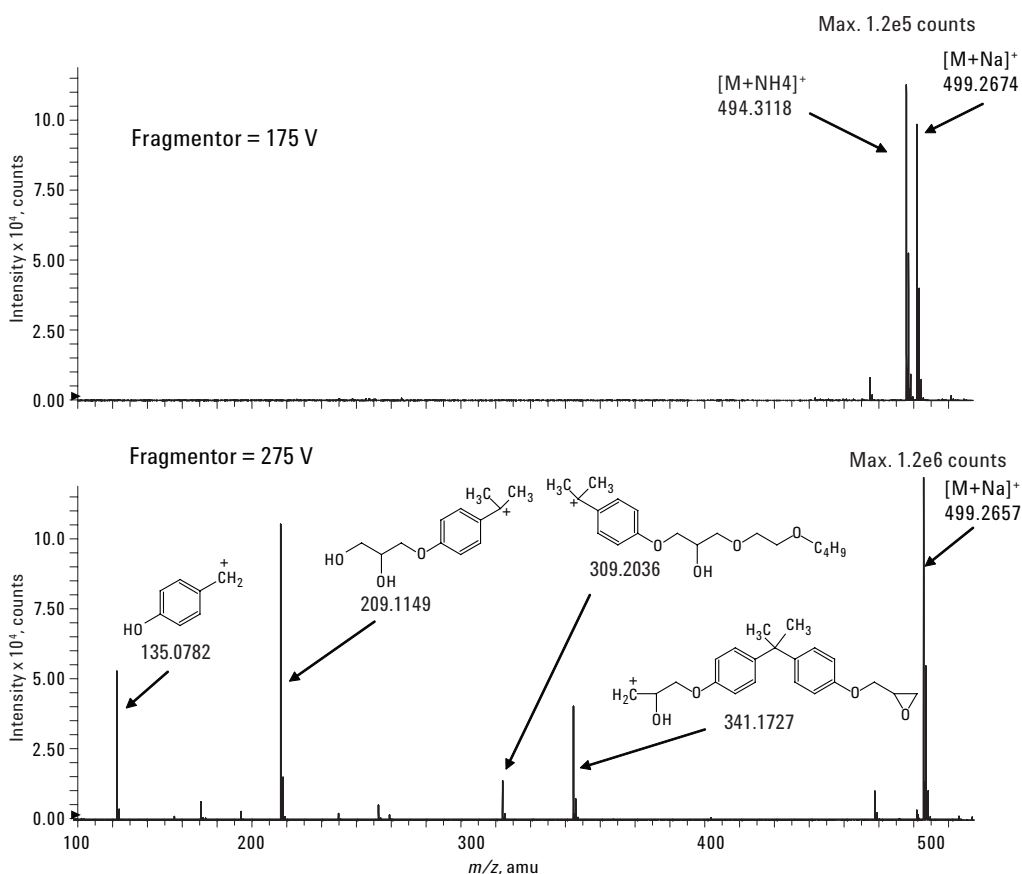 Max. 1.2e5 counts
[M+Na]⁺
499.2674
[M+NH4]⁺
494.3118
Fragmentor = 175 V
Intensity x 10⁴, counts
10.0
7.50
5.00
2.50
0.00
Fragmentor = 275 V
Max. 1.2e6 counts
[M+Na]⁺
499.2657
Intensity x 10⁴, counts
10.0
7.50
5.00
2.50
0.00
+
CH₂
HO
135.0782
H₃C
CH₃
+
HO
OH
O
209.1149
H₃C
CH₃
+
O
OH
O
O
C₄H₉
309.2036
H₃C
CH₃
+
H₂C
OH
O
O
O
341.1727
100
200
300
400
500
m/z, amu